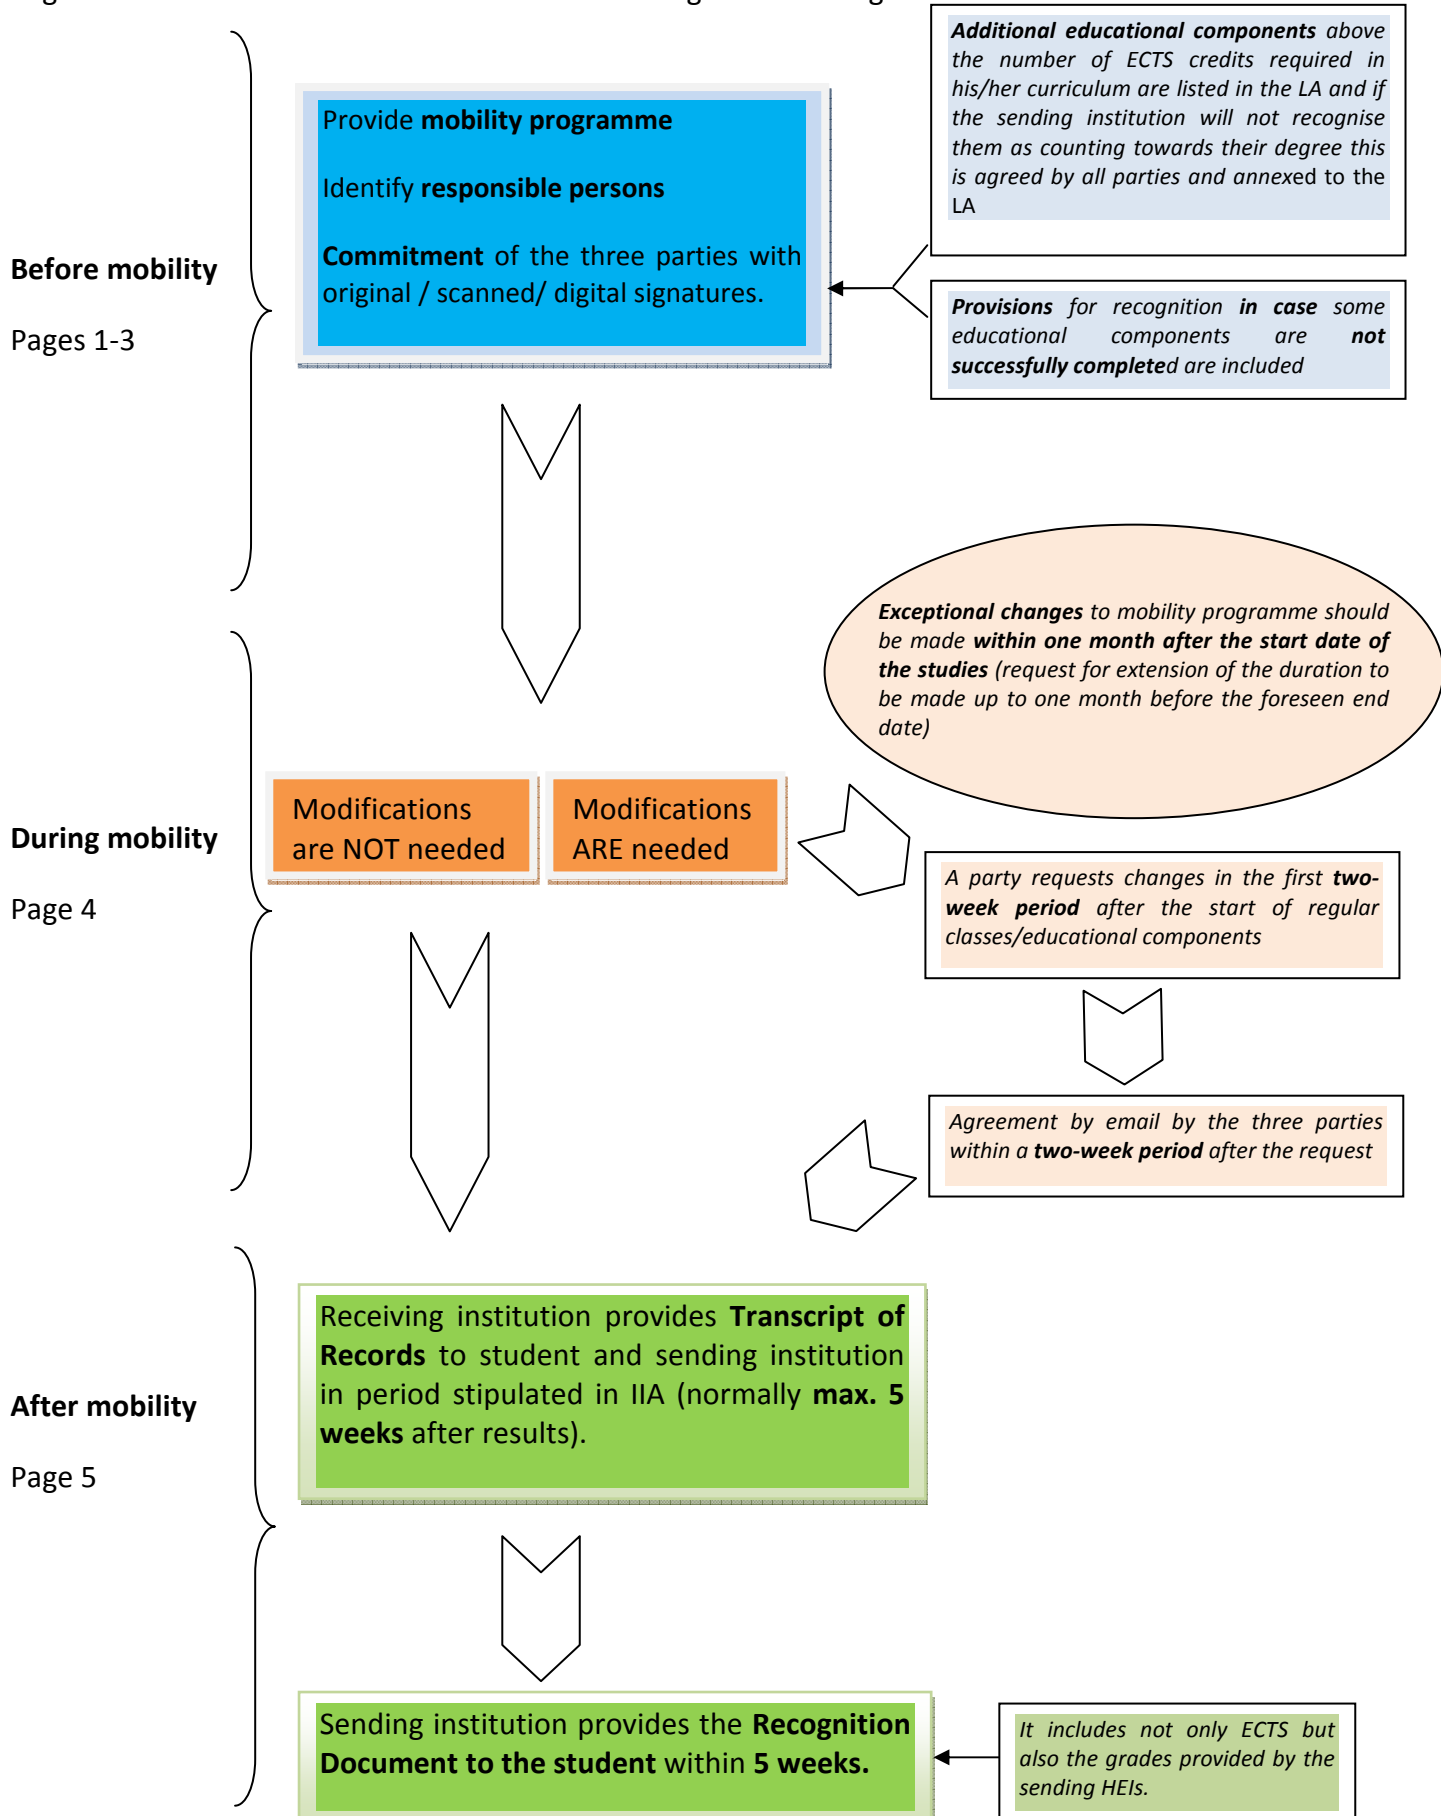 Additional educational components above
the number of ECTS credits required in
his/her curriculum are listed in the LA and if
the sending institution will not recognise
them as counting towards their degree this
is agreed by all parties and annexed to the
LA
Provide mobility programme
Identify responsible persons
Commitment of the three parties with
original / scanned/ digital signatures.
Before mobility
Pages 1-3
Provisions for recognition in case some
educational components are not
successfully completed are included
Exceptional changes to mobility programme should
be made within one month after the start date of
the studies (request for extension of the duration to
be made up to one month before the foreseen end
date)
During mobility
Page 4
Modifications
are NOT needed
Modifications
ARE needed
A party requests changes in the first two-
week period after the start of regular
classes/educational components
Agreement by email by the three parties
within a two-week period after the request
After mobility
Page 5
Receiving institution provides Transcript of
Records to student and sending institution
in period stipulated in IIA (normally max. 5
weeks after results).
Sending institution provides the Recognition
Document to the student within 5 weeks.
It includes not only ECTS but
also the grades provided by the
sending HEIs.